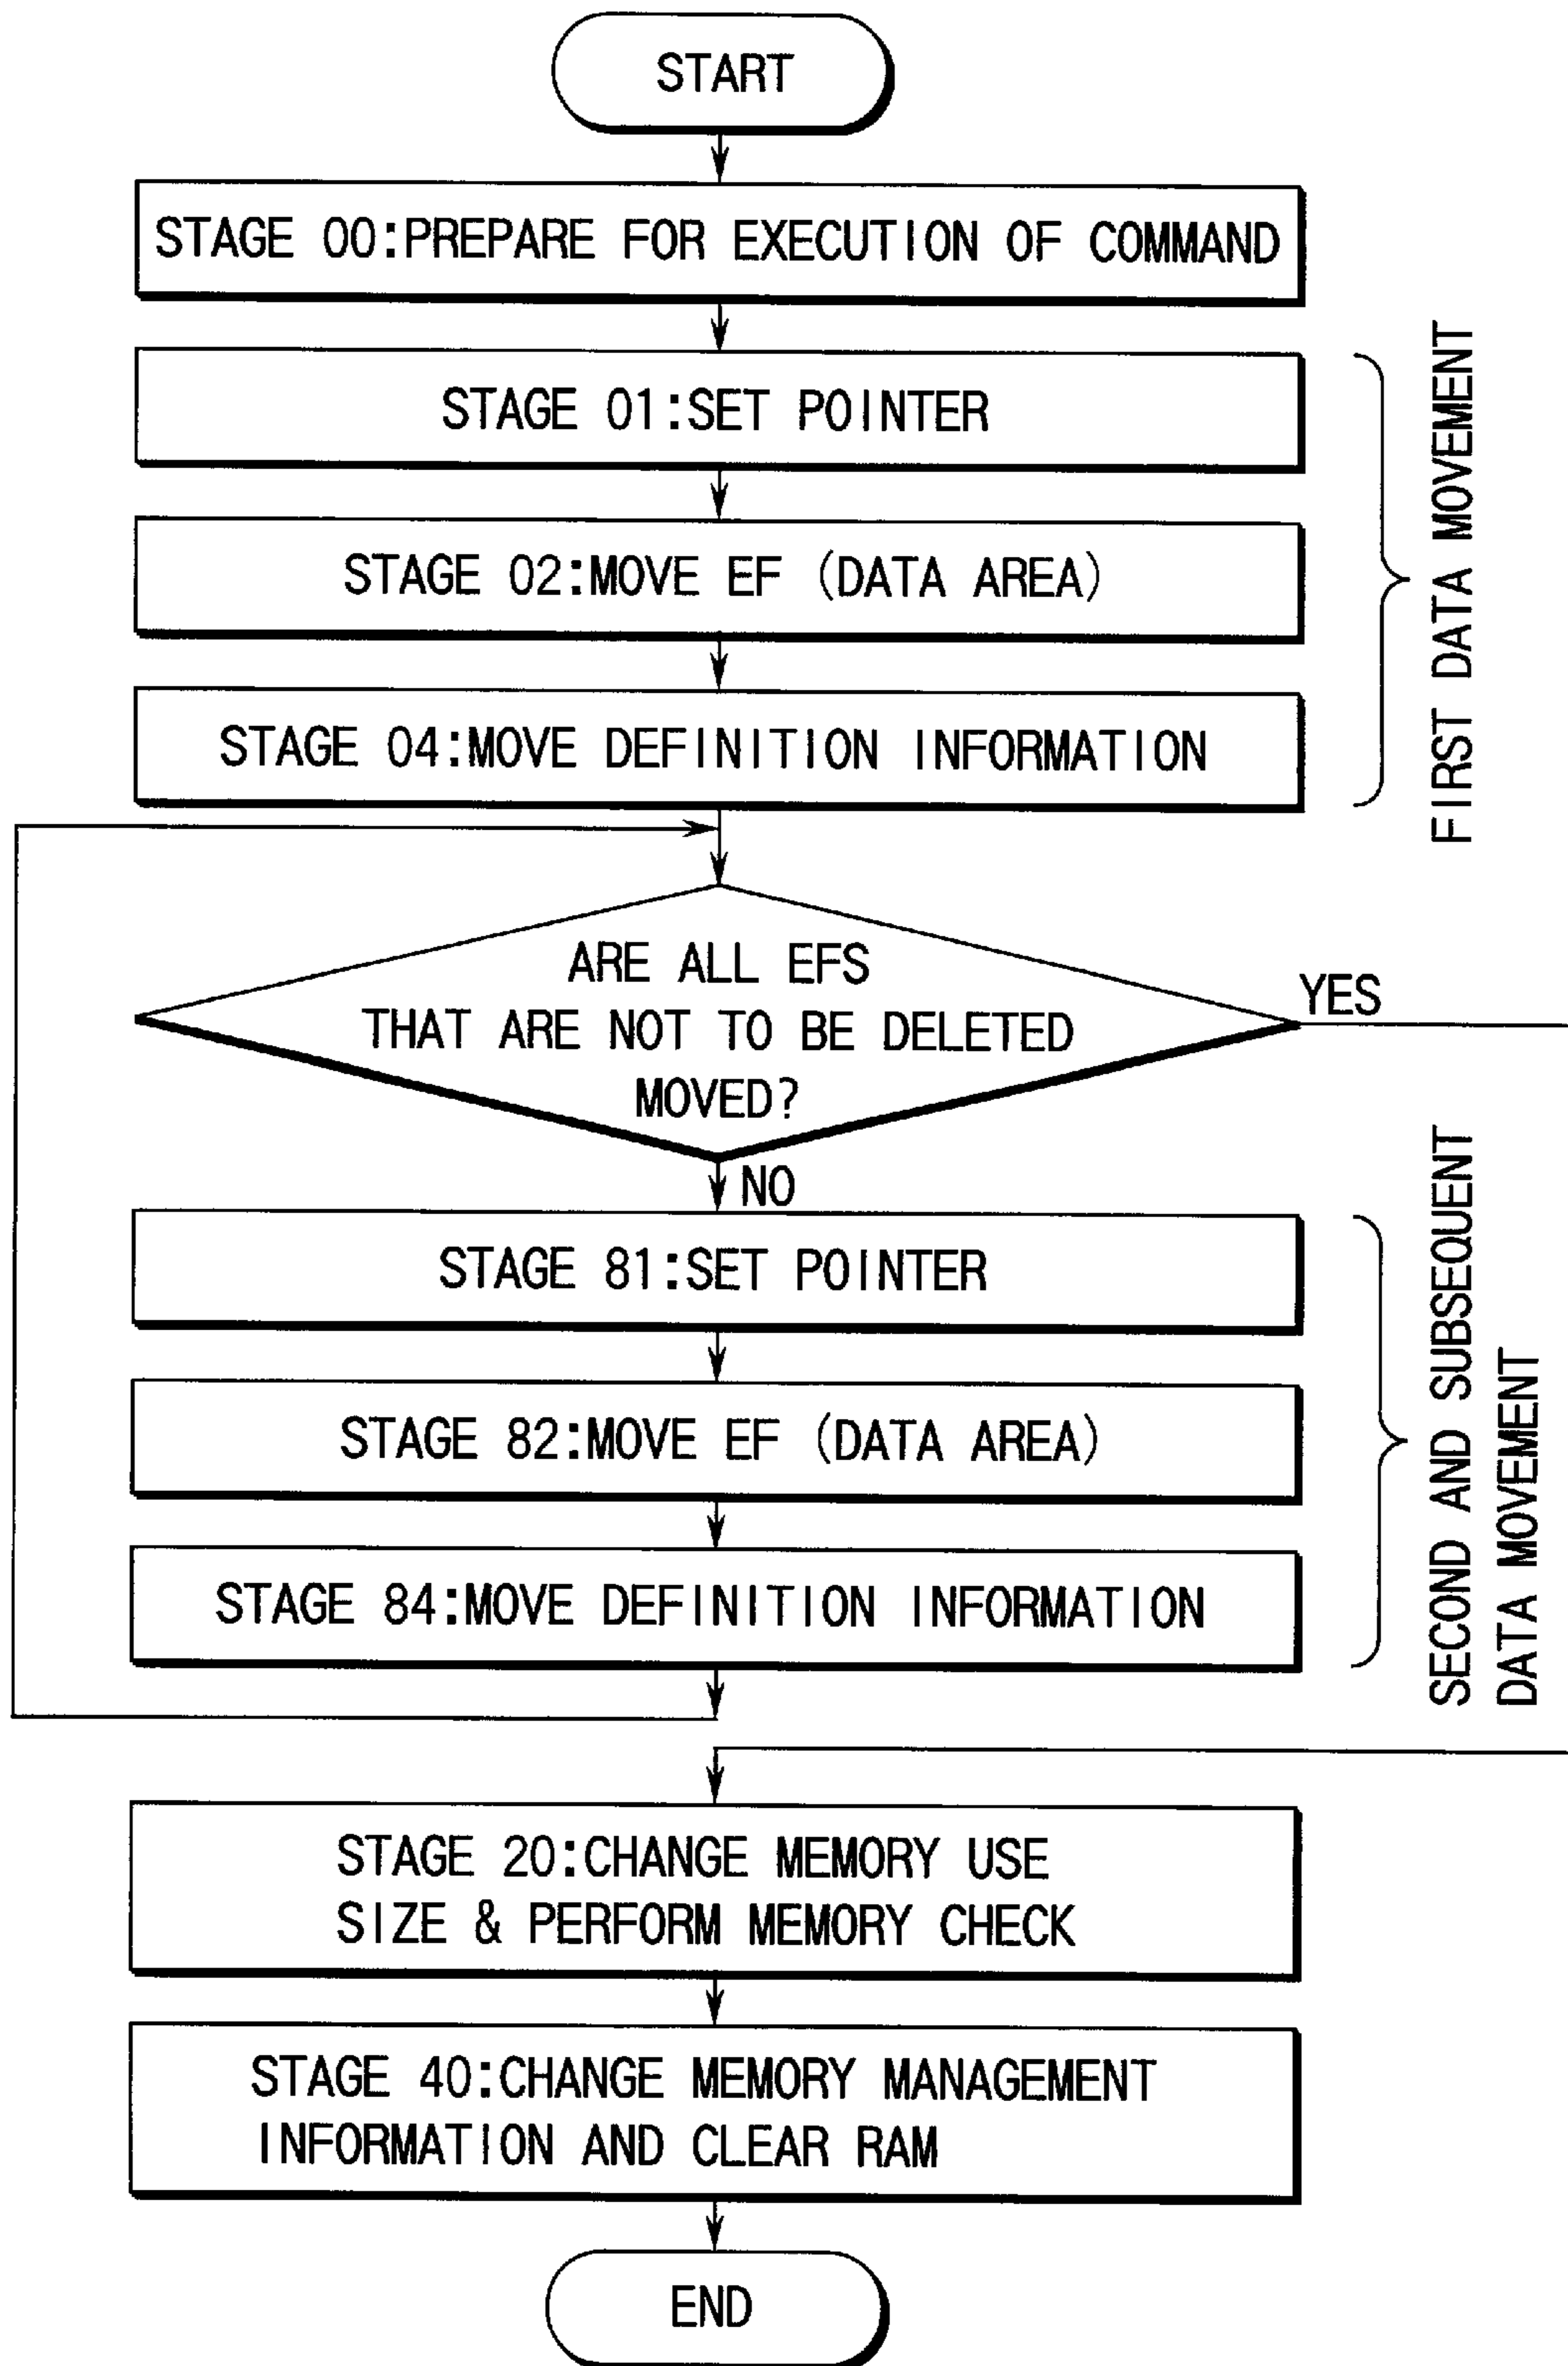 START
STAGE 00:PREPARE FOR EXECUTION OF COMMAND
STAGE 01:SET POINTER
STAGE 02:MOVE EF (DATA AREA)
STAGE 04:MOVE DEFINITION INFORMATION
FIRST DATA MOVEMENT
ARE ALL EFS
THAT ARE NOT TO BE DELETED
MOVED?
YES
NO
STAGE 81:SET POINTER
STAGE 82:MOVE EF (DATA AREA)
STAGE 84:MOVE DEFINITION INFORMATION
SECOND AND SUBSEQUENT
DATA MOVEMENT
STAGE 20:CHANGE MEMORY USE
SIZE & PERFORM MEMORY CHECK
STAGE 40:CHANGE MEMORY MANAGEMENT
INFORMATION AND CLEAR RAM
END